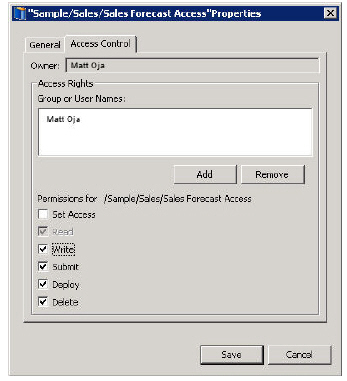 "Sample/Sales/Sales Forecast Access"Properties
General
Access Control
Owner: Matt Oja
Access Rights
Group or User Names:
Matt Oja
Add
Remove
Permissions for /Sample/Sales/Sales Forecast Access
Set Access
Read
Write
Submit
Deploy
Delete
Save
Cancel